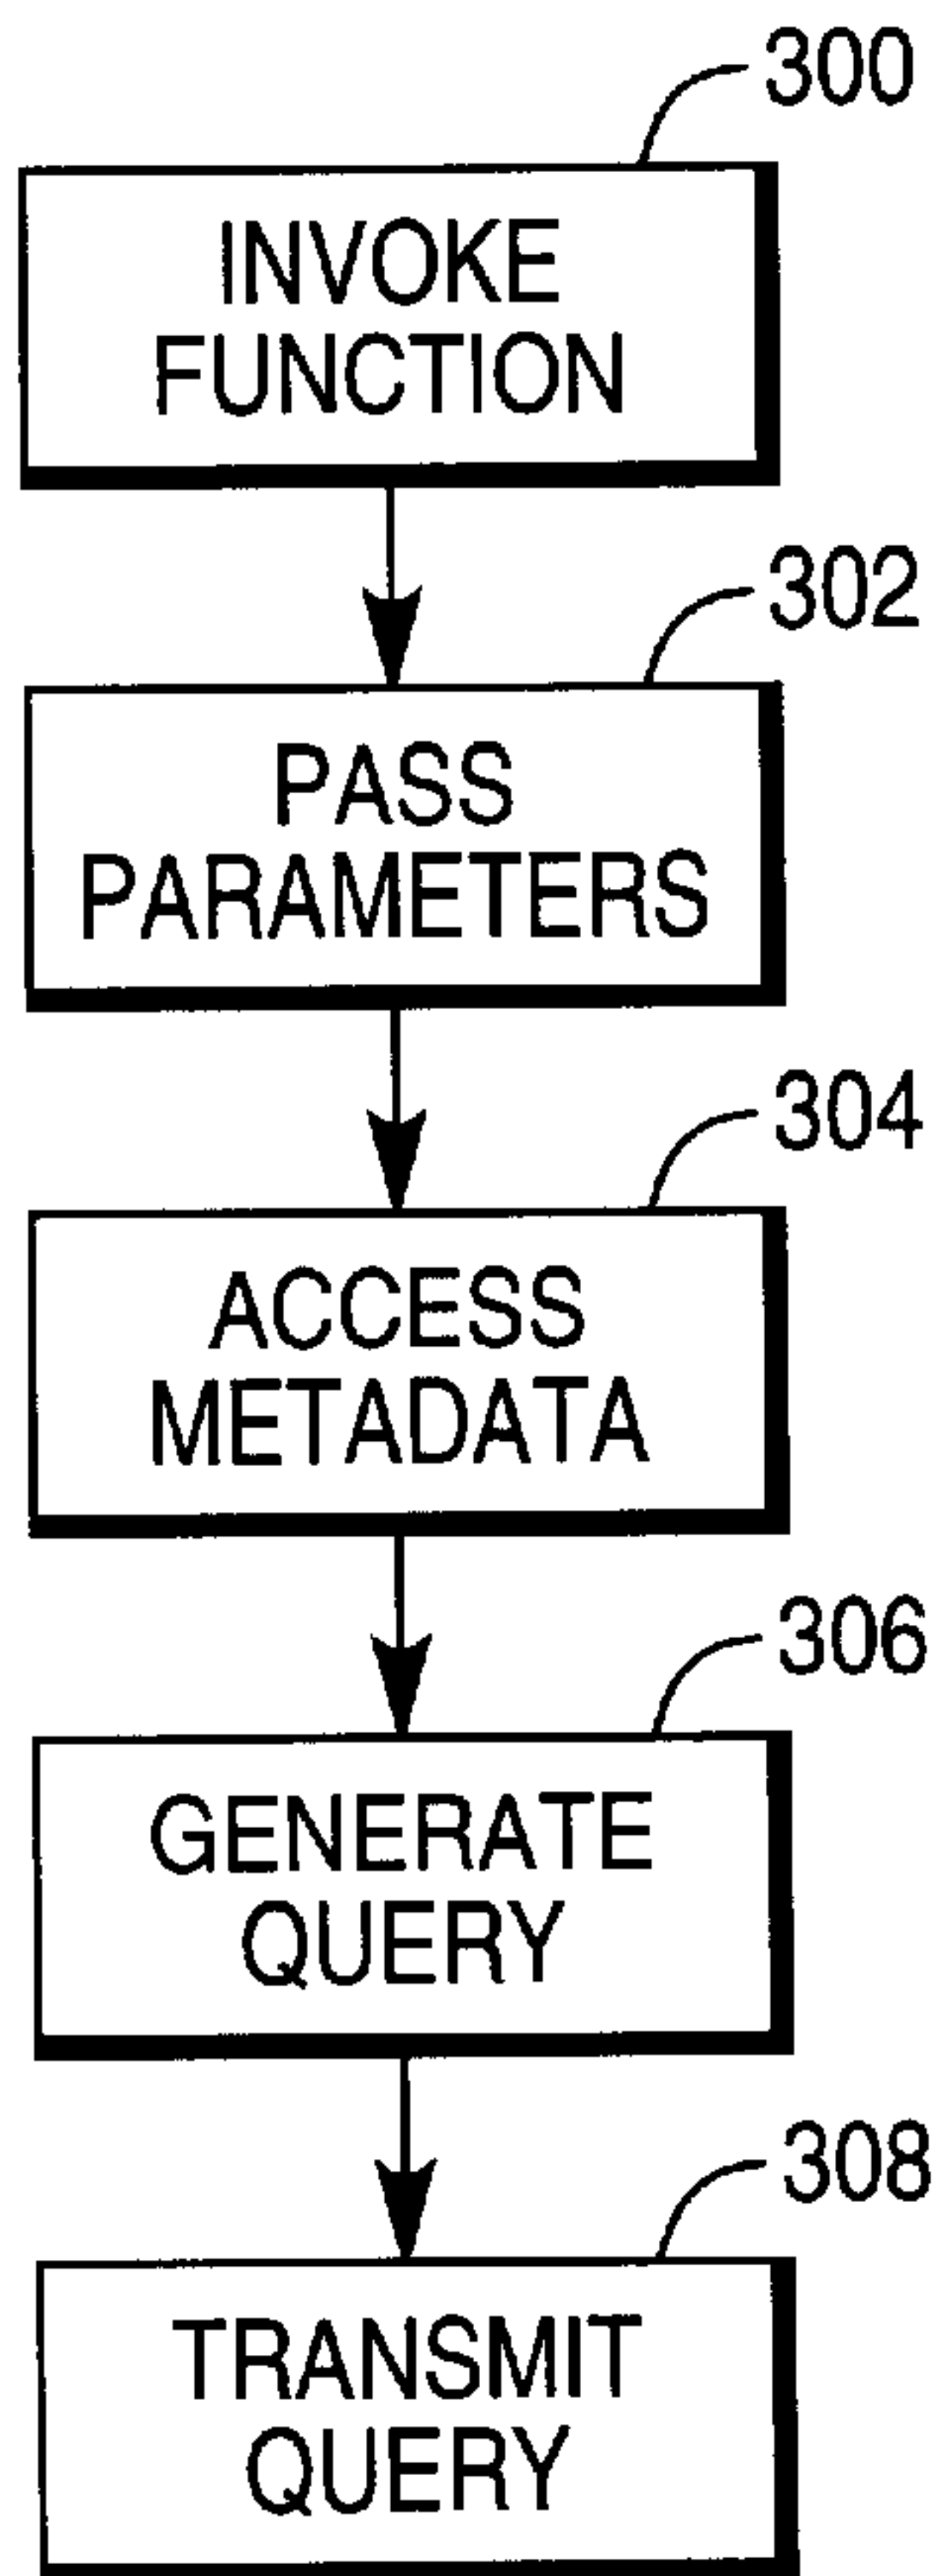 300
INVOKE
FUNCTION
302
PASS
PARAMETERS
304
ACCESS
METADATA
306
GENERATE
QUERY
308
TRANSMIT
QUERY